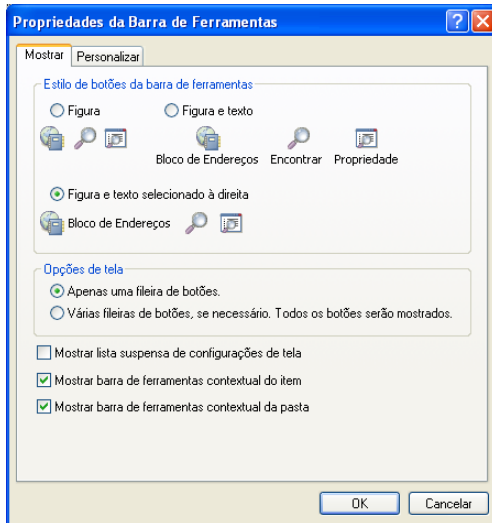 Propriedades da Barra de Ferramentas
Mostrar Personalizar
Estilo de botões da barra de ferramentas
Figura Figura e texto
Bloco de Endereços Encontrar Propriedade
Figura e texto selecionado à direita
Bloco de Endereços
Opções de tela
Apenas uma fileira de botões.
Várias fileiras de botões, se necessário. Todos os botões serão mostrados.
Mostrar lista suspensa de configurações de tela
Mostrar barra de ferramentas contextual do item
Mostrar barra de ferramentas contextual da pasta
OK Cancelar